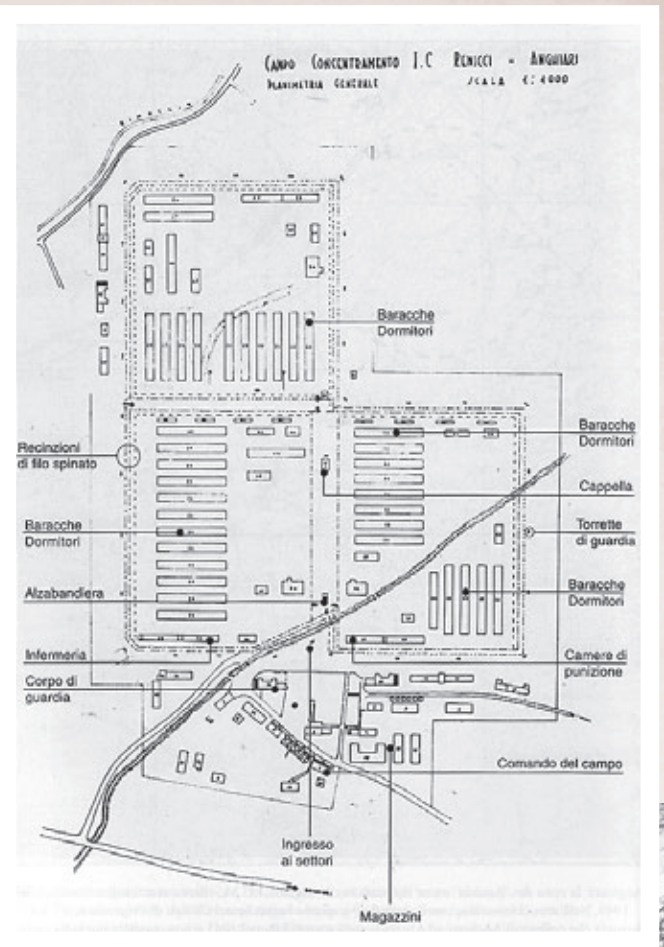 CAMPO CONCENTRAMENTO I.C RENICCI - ANGHIARI
PLANIMETRIA GENERALE SCALA 1:4000
Baracche
Dormitori
Baracche
Dormitori
Recinzioni
di filo spinato
Cappella
Baracche
Dormitori
Torrette
di guardia
Alzabandiera
Baracche
Dormitori
Infermeria
Camere di
punizione
Corpo di
guardia
Comando del campo
Ingresso
ai settori
Magazzini